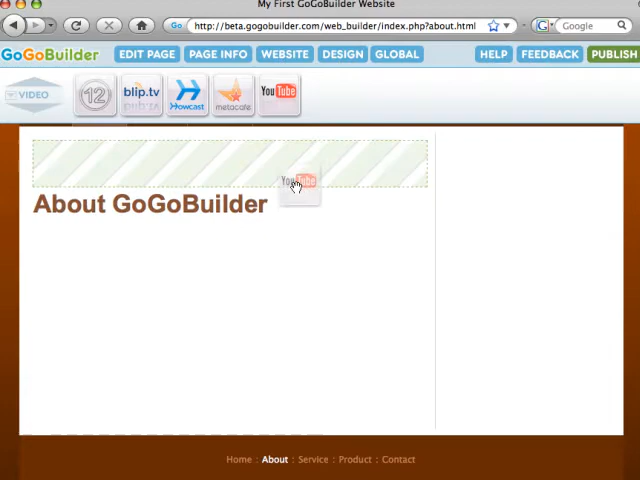 My First GoGoBuilder Website
Go http://beta.gogobuilder.com/web_builder/index.php?about.html G Google
GoGoBuilder EDIT PAGE PAGE INFO WEBSITE DESIGN GLOBAL HELP FEEDBACK PUBLISH
VIDEO 12 blip.tv Howcast metacafe YouTube
YouTube
About GoGoBuilder
Home : About : Service : Product : Contact